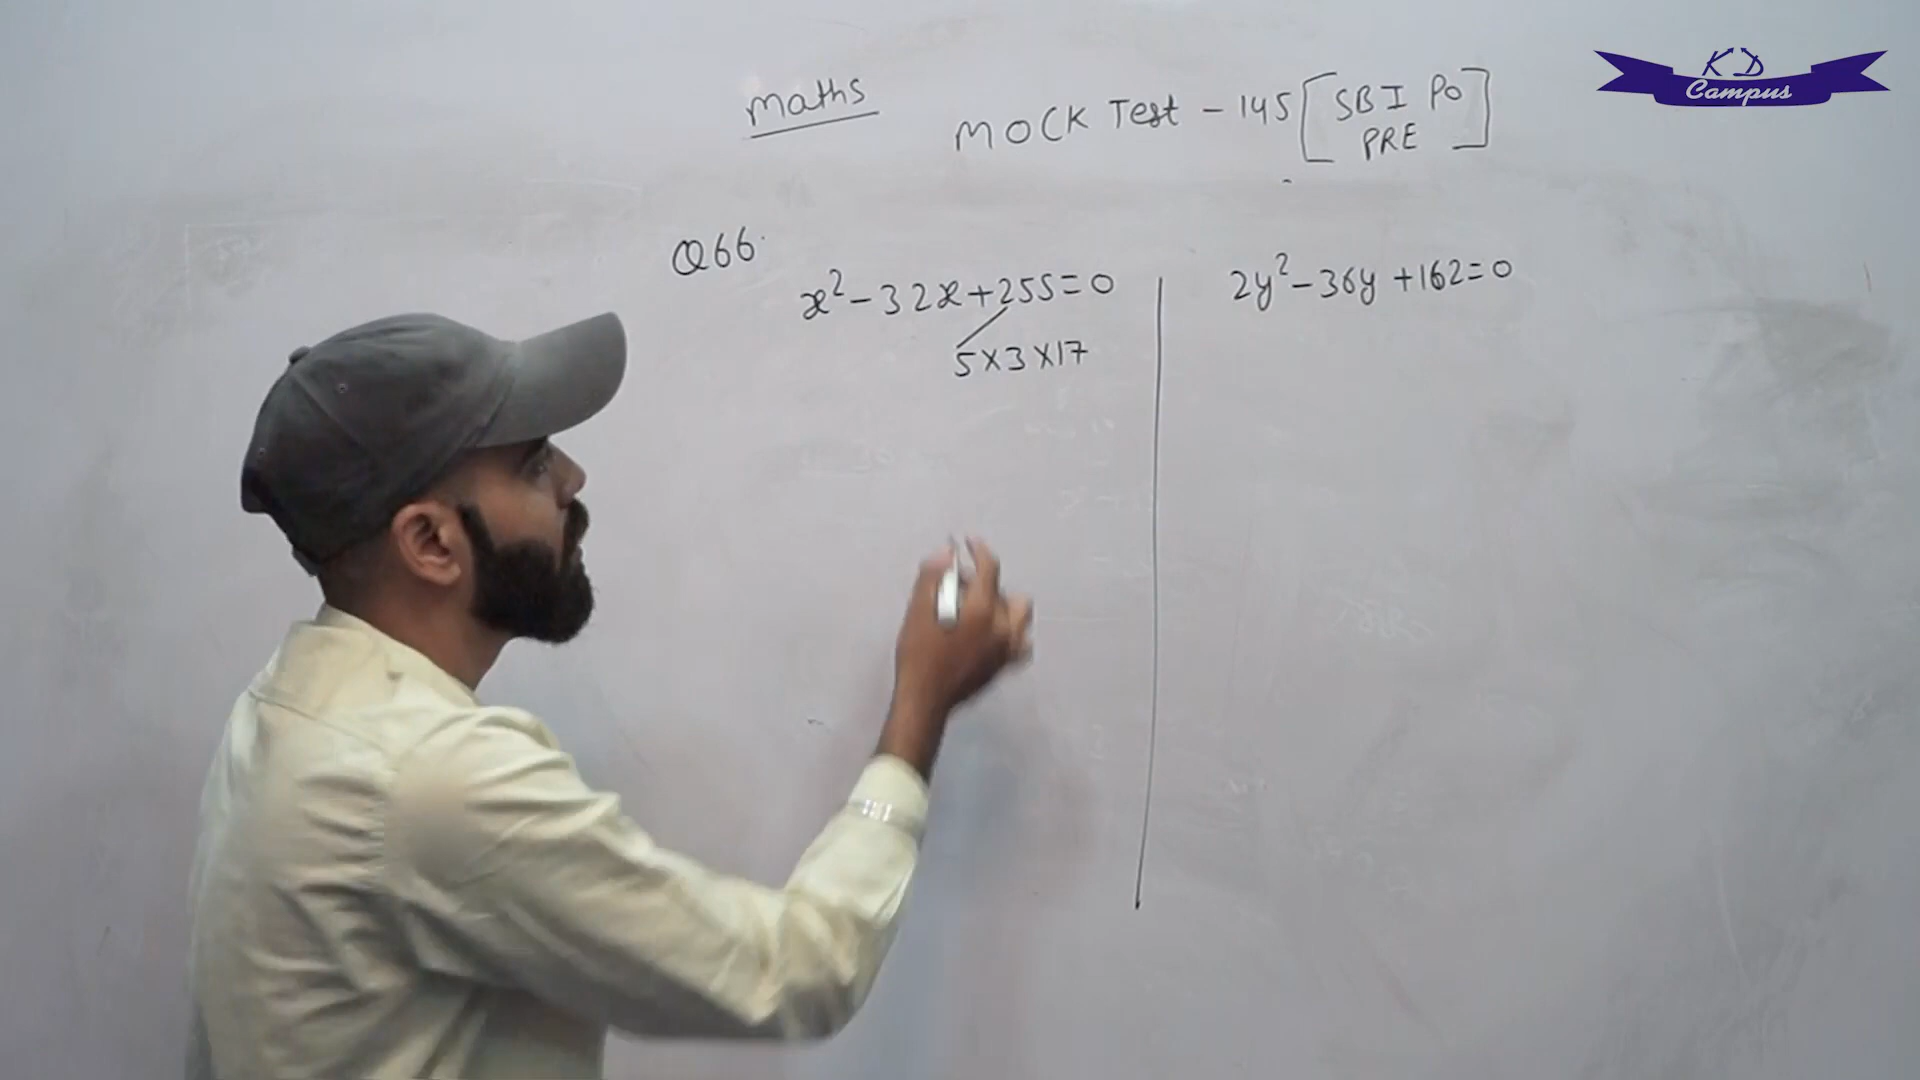 KD
Campus
Maths
MOCK Test - 145 [SBI PO
PRE]
Q66.
x² - 32x + 255 = 0
5 × 3 × 17
2y² - 36y + 162 = 0